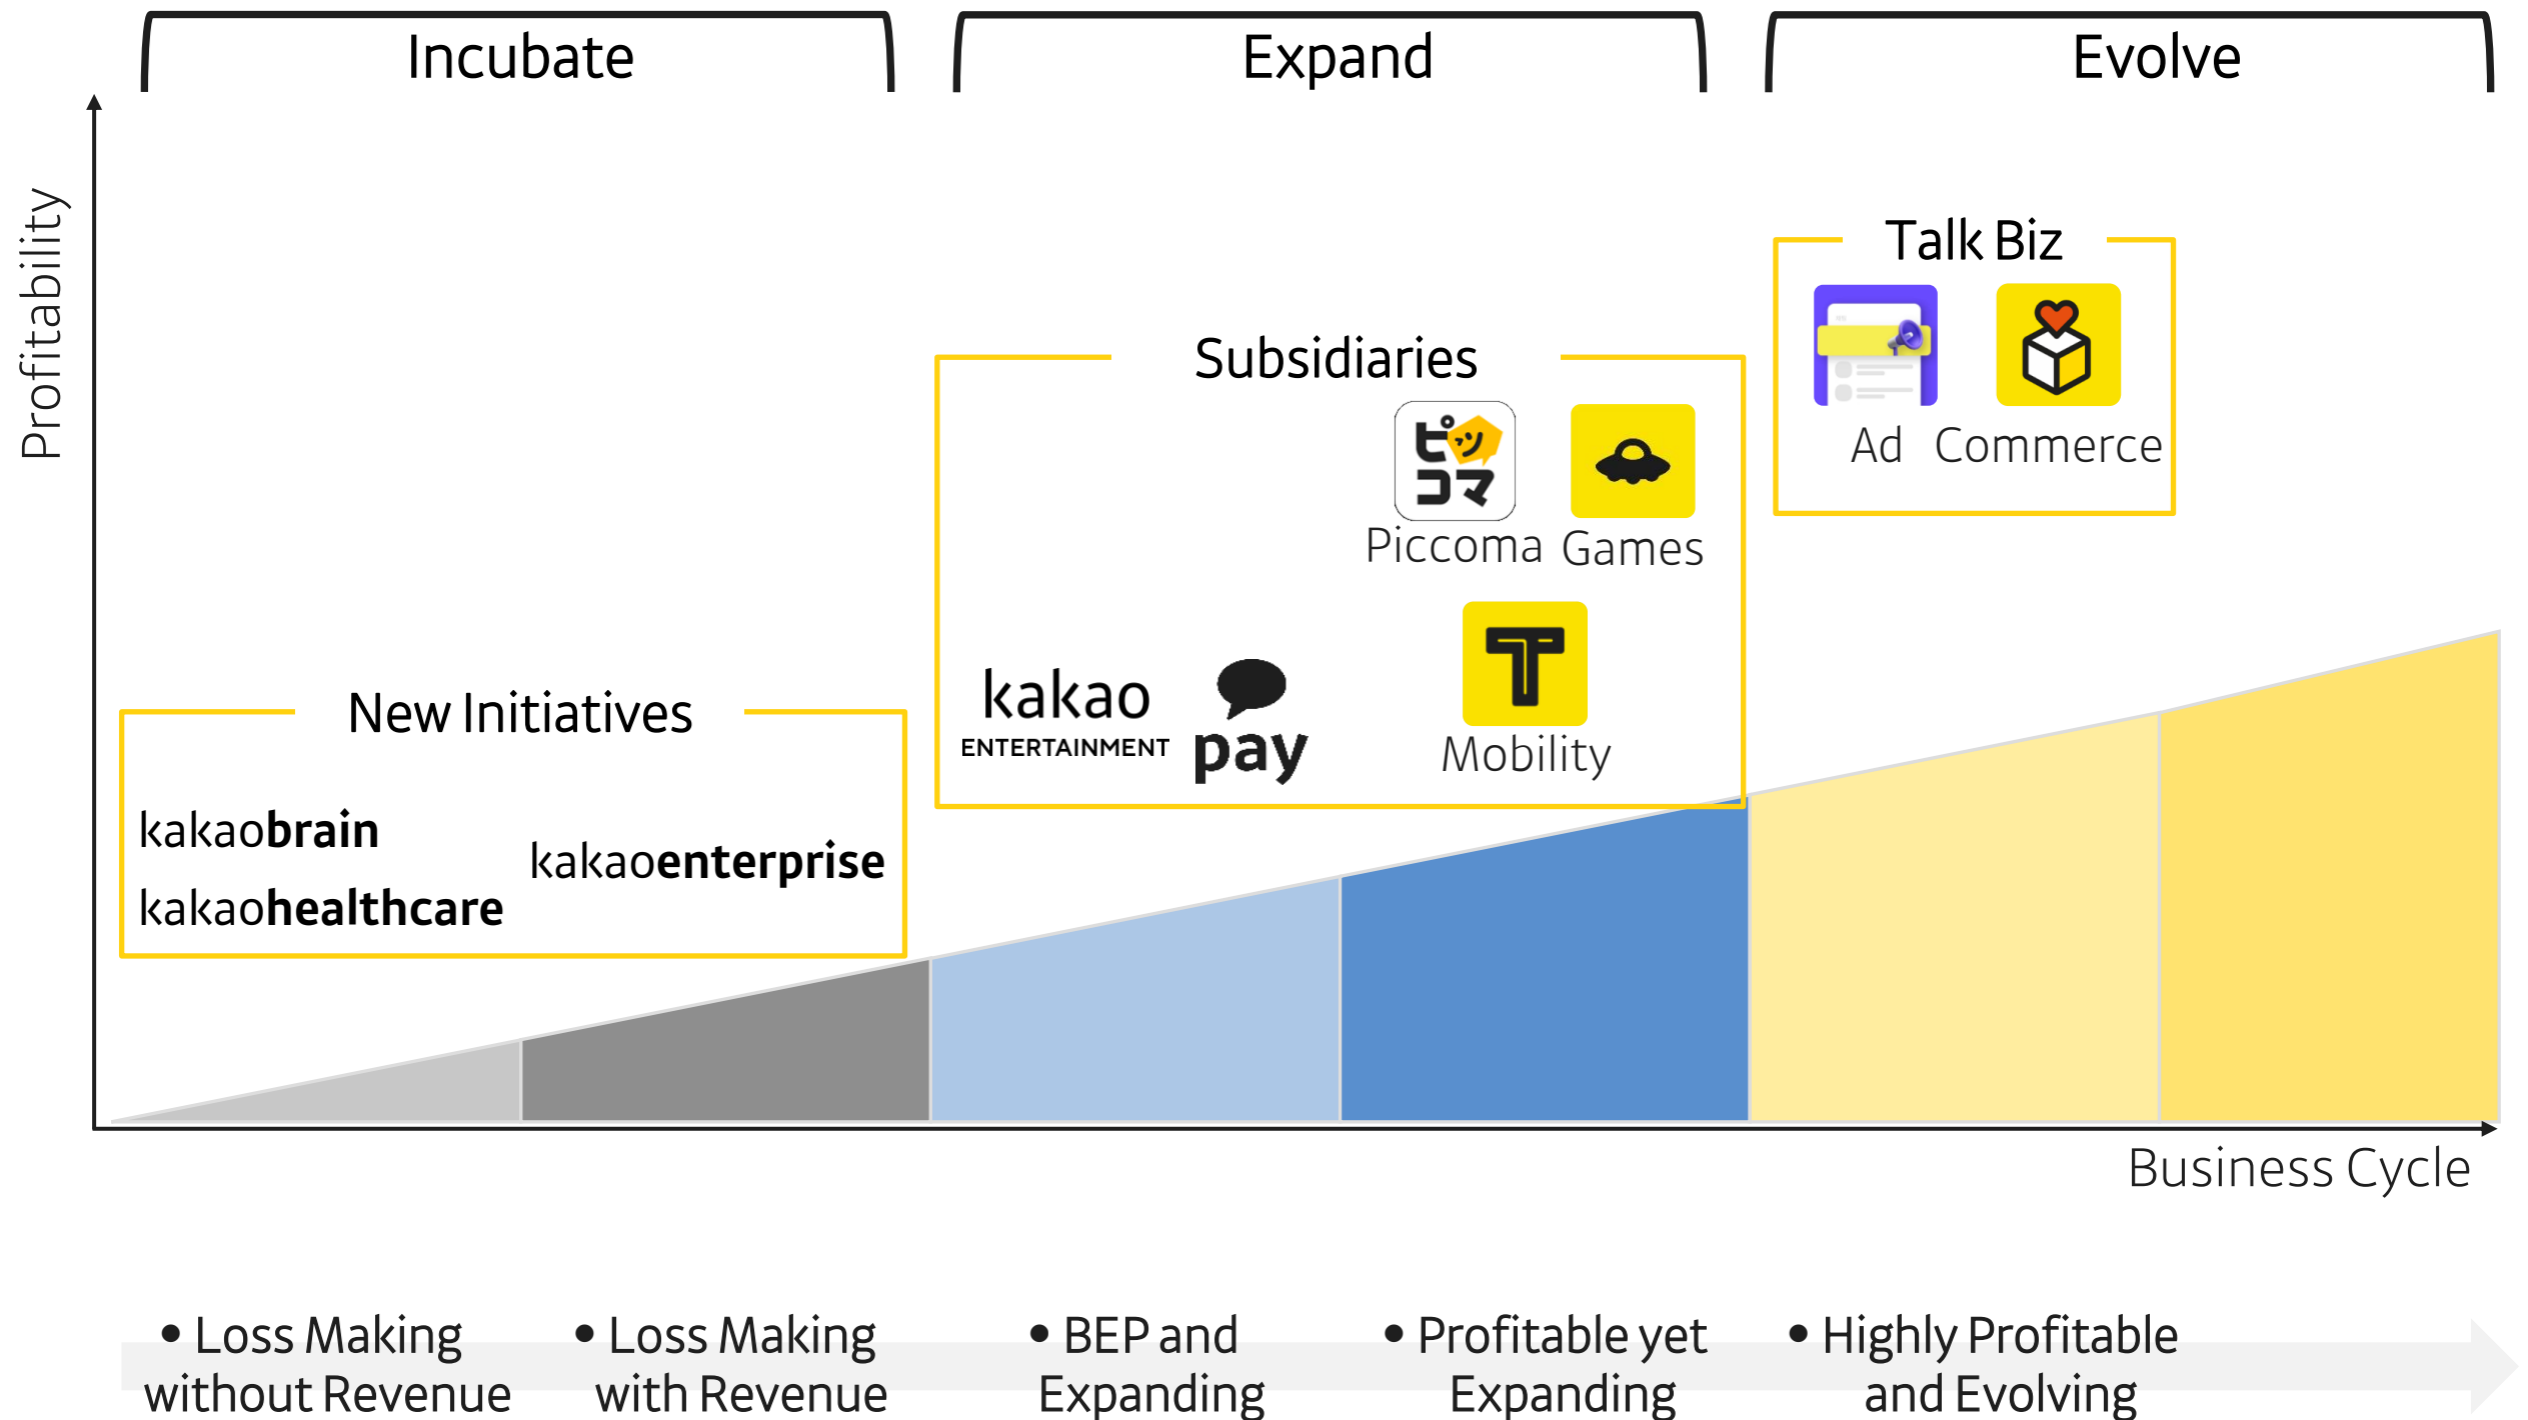 Incubate
Expand
Evolve
Profitability
Talk Biz
Ad
Commerce
Subsidiaries
ピッ
コマ
Piccoma
Games
kakao
ENTERTAINMENT
pay
T
Mobility
New Initiatives
kakaobrain
kakaoenterprise
kakaohealthcare
Business Cycle
• Loss Making
without Revenue
• Loss Making
with Revenue
• BEP and
Expanding
• Profitable yet
Expanding
• Highly Profitable
and Evolving